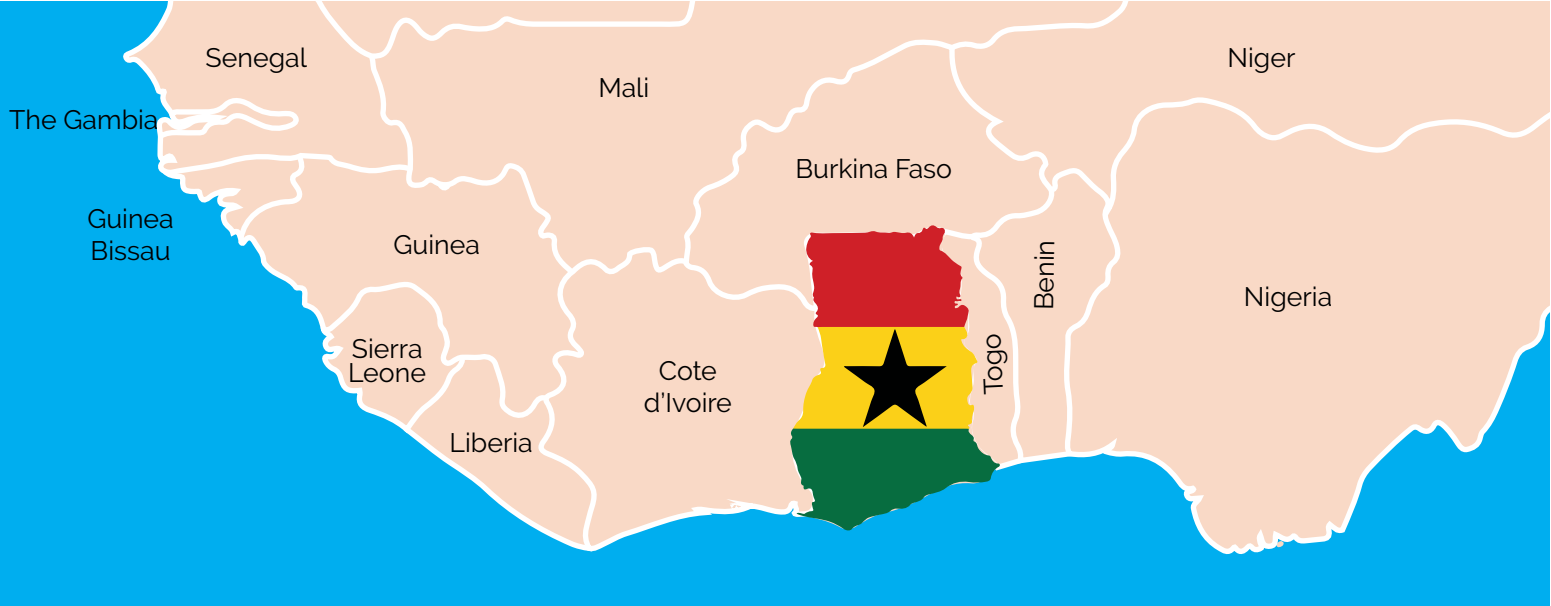 Senegal
Niger
Mali
The Gambia
Burkina Faso
Guinea
Bissau
Guinea
Benin
Nigeria
Sierra
Leone
Togo
Cote
d'Ivoire
Liberia